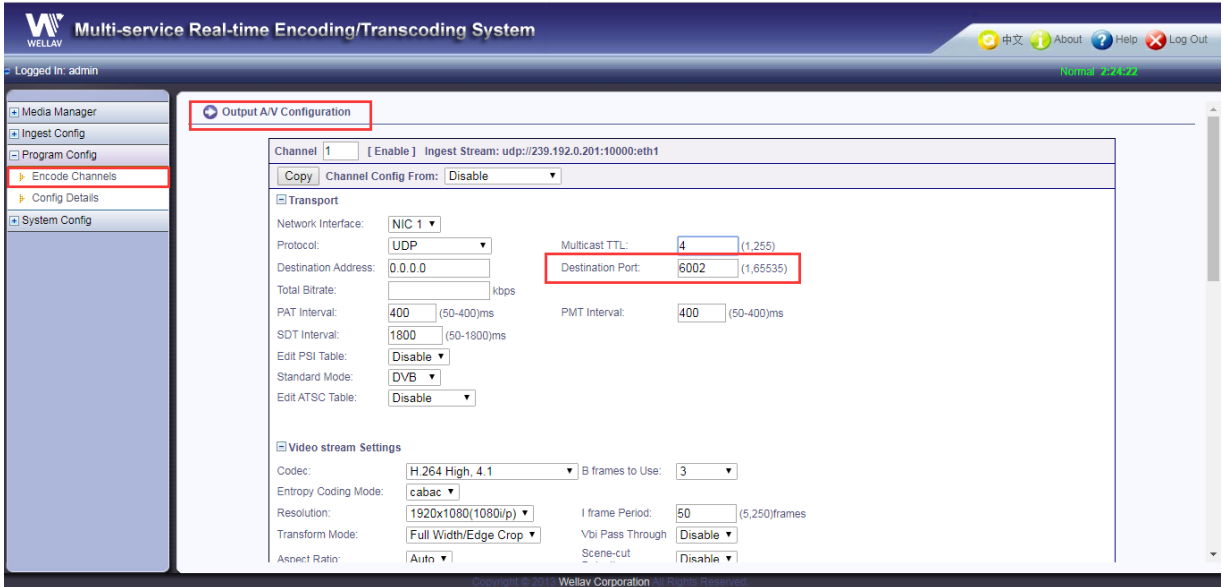 WELLAV Multi-service Real-time Encoding/Transcoding System
中文 About Help Log Out
Logged In: admin Normal 2:24:22
Media Manager
Ingest Config
Program Config
Encode Channels
Config Details
System Config
Output A/V Configuration
Channel 1 [ Enable ] Ingest Stream: udp://239.192.0.201:10000:eth1
Copy Channel Config From: Disable
Transport
Network Interface: NIC 1
Protocol: UDP Multicast TTL: 4 (1,255)
Destination Address: 0.0.0.0 Destination Port: 6002 (1,65535)
Total Bitrate: kbps
PAT Interval: 400 (50-400)ms PMT Interval: 400 (50-400)ms
SDT Interval: 1800 (50-1800)ms
Edit PSI Table: Disable
Standard Mode: DVB
Edit ATSC Table: Disable
Video stream Settings
Codec: H.264 High, 4.1 B frames to Use: 3
Entropy Coding Mode: cabac
Resolution: 1920x1080(1080i/p) I frame Period: 50 (5,250)frames
Transform Mode: Full Width/Edge Crop Vbi Pass Through Disable
Aspect Ratio: Auto Scene-cut Disable
Copyright © 2013 Wellav Corporation All Rights Reserved.